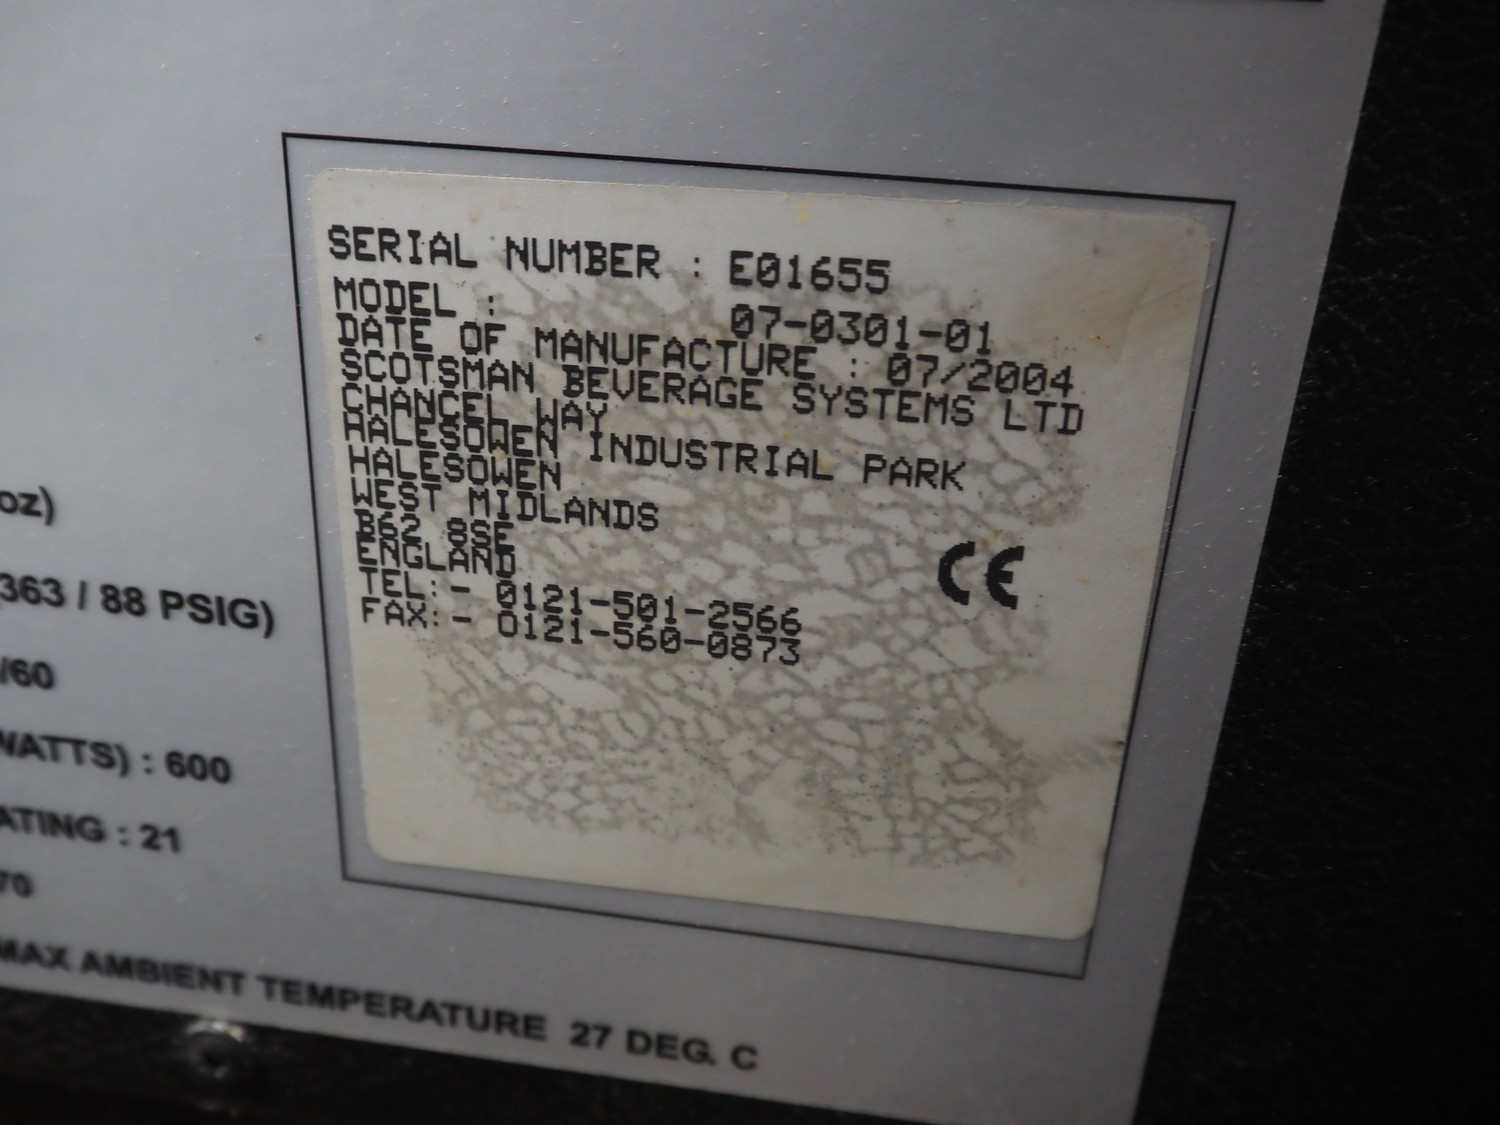 SERIAL NUMBER : E01655
MODEL : 07-0301-01
DATE OF MANUFACTURE : 07/2004
SCOTSMAN BEVERAGE SYSTEMS LTD
CHANCEL WAY
HALESOWEN INDUSTRIAL PARK
HALESOWEN
WEST MIDLANDS
B62 8SE
ENGLAND
TEL:- 0121-501-2566
FAX:- 0121-560-0873
CE
oz)
363 / 88 PSIG)
/60
WATTS) : 600
ATING : 21
70
MAX AMBIENT TEMPERATURE 27 DEG. C